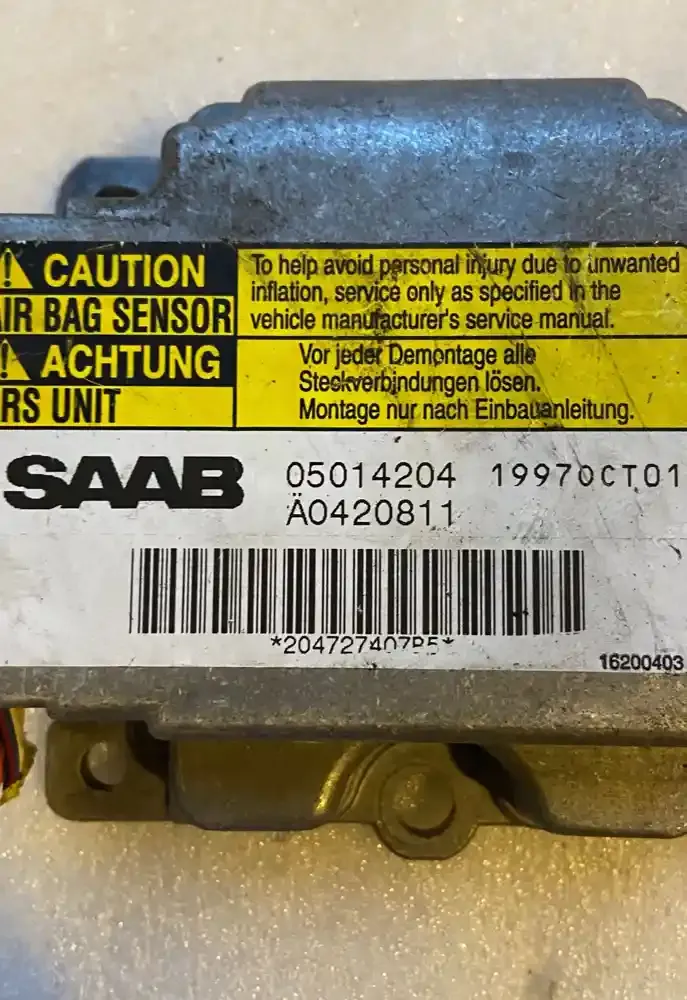 CAUTION
AIR BAG SENSOR
To help avoid personal injury due to unwanted
inflation, service only as specified in the
vehicle manufacturer's service manual.
ACHTUNG
RS UNIT
Vor jeder Demontage alle
Steckverbindungen lösen.
Montage nur nach Einbauanleitung.
SAAB 05014204 19970CT01
Ä0420811
16200403